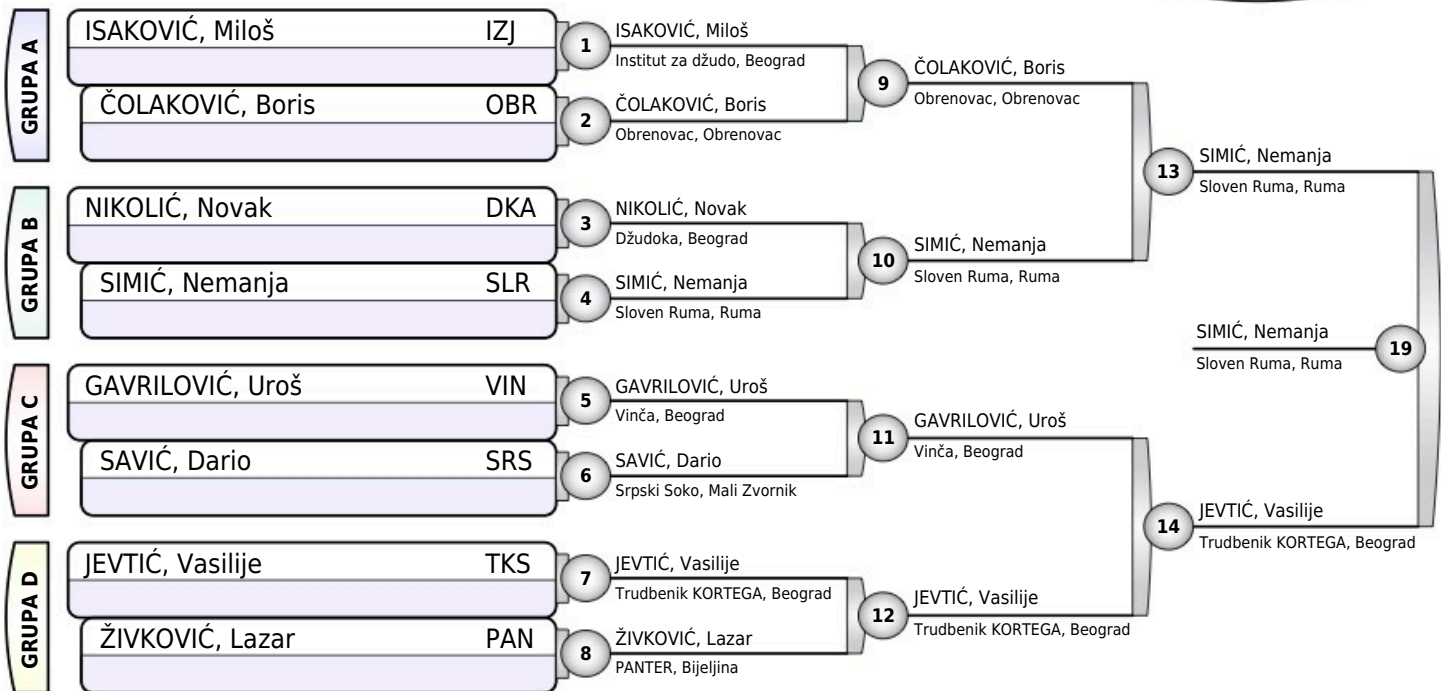 GRUPA A
ISAKOVIĆ, Miloš IZJ
ČOLAKOVIĆ, Boris OBR
GRUPA B
NIKOLIĆ, Novak DKA
SIMIĆ, Nemanja SLR
GRUPA C
GAVRILOVIĆ, Uroš VIN
SAVIĆ, Dario SRS
GRUPA D
JEVTIĆ, Vasilije TKS
ŽIVKOVIĆ, Lazar PAN
1
ISAKOVIĆ, Miloš
Institut za džudo, Beograd
2
ČOLAKOVIĆ, Boris
Obrenovac, Obrenovac
3
NIKOLIĆ, Novak
Džudoka, Beograd
4
SIMIĆ, Nemanja
Sloven Ruma, Ruma
5
GAVRILOVIĆ, Uroš
Vinča, Beograd
6
SAVIĆ, Dario
Srpski Soko, Mali Zvornik
7
JEVTIĆ, Vasilije
Trudbenik KORTEGA, Beograd
8
ŽIVKOVIĆ, Lazar
PANTER, Bijeljina
9
ČOLAKOVIĆ, Boris
Obrenovac, Obrenovac
10
SIMIĆ, Nemanja
Sloven Ruma, Ruma
11
GAVRILOVIĆ, Uroš
Vinča, Beograd
12
JEVTIĆ, Vasilije
Trudbenik KORTEGA, Beograd
13
SIMIĆ, Nemanja
Sloven Ruma, Ruma
14
JEVTIĆ, Vasilije
Trudbenik KORTEGA, Beograd
SIMIĆ, Nemanja
Sloven Ruma, Ruma
19